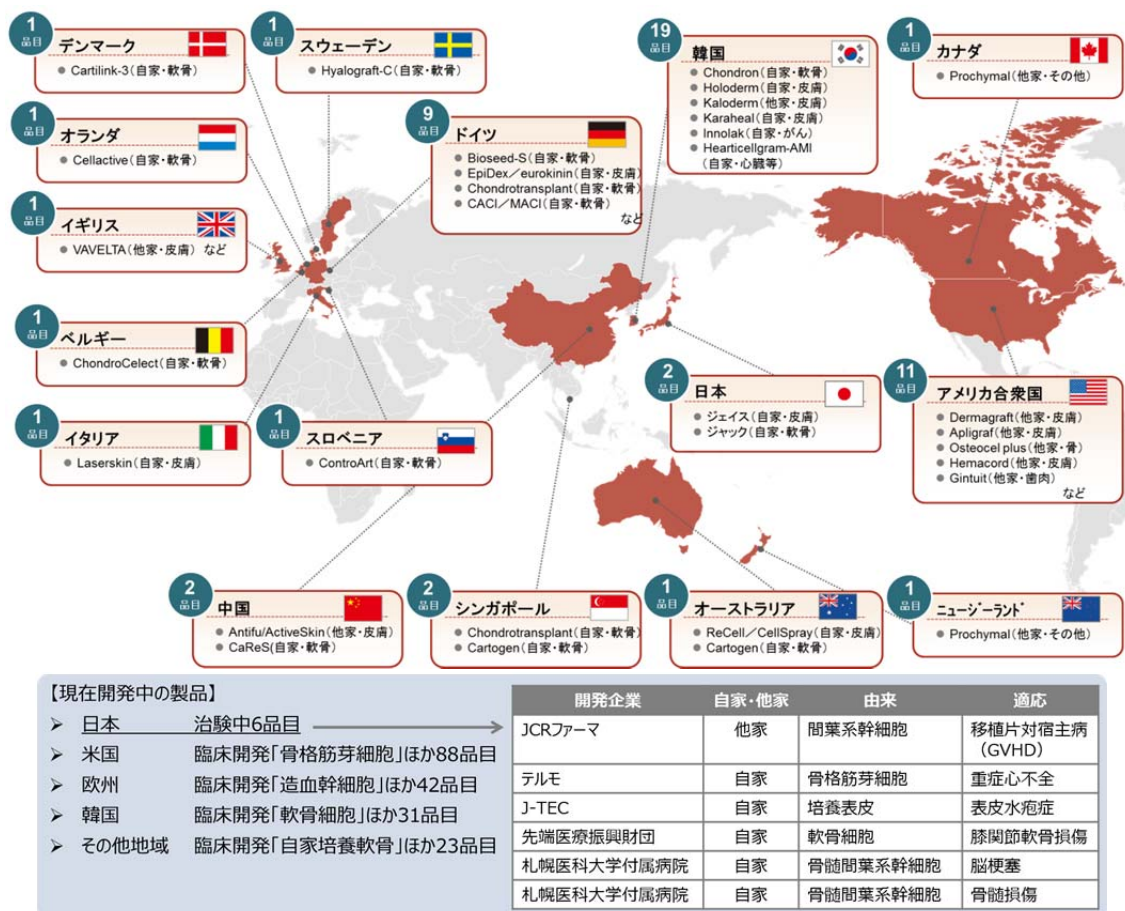 1
品目
デンマーク
Cartilink-3(自家・軟骨)
1
品目
スウェーデン
Hyalograft-C(自家・軟骨)
19
品目
韓国
Chondron(自家・軟骨)
Holoderm(自家・皮膚)
Kaloderm(他家・皮膚)
Karaheal(自家・皮膚)
Innolak(自家・がん)
Hearticellgram-AMI
(自家・心臓等)
1
品目
カナダ
Prochymal(他家・その他)
1
品目
オランダ
Cellactive(自家・軟骨)
9
品目
ドイツ
Bioseed-S(自家・軟骨)
EpiDex/eurokinin(自家・皮膚)
Chondrotransplant(自家・軟骨)
CACI/MACI(自家・軟骨)
など
1
品目
イギリス
VAVELTA(他家・皮膚) など
1
品目
ベルギー
ChondroCelect(自家・軟骨)
1
品目
イタリア
Laserskin(自家・皮膚)
1
品目
スロベニア
ControArt(自家・軟骨)
2
品目
日本
ジェイス(自家・皮膚)
ジャック(自家・軟骨)
11
品目
アメリカ合衆国
Dermagraft(他家・皮膚)
Apligraf(他家・皮膚)
Osteocel plus(他家・骨)
Hemacord(他家・皮膚)
Gintuit(他家・歯肉)
など
2
品目
中国
Antifu/ActiveSkin(他家・皮膚)
CaReS(自家・軟骨)
2
品目
シンガポール
Chondrotransplant(自家・軟骨)
Cartogen(自家・軟骨)
1
品目
オーストラリア
ReCell/CellSpray(自家・皮膚)
Cartogen(自家・軟骨)
1
品目
ニュージーランド
Prochymal(他家・その他)
【現在開発中の製品】
➢ 日本 治験中6品目
➢ 米国 臨床開発「骨格筋芽細胞」ほか88品目
➢ 欧州 臨床開発「造血幹細胞」ほか42品目
➢ 韓国 臨床開発「軟骨細胞」ほか31品目
➢ その他地域 臨床開発「自家培養軟骨」ほか23品目
開発企業 自家・他家 由来 適応
JCRファーマ 他家 間葉系幹細胞 移植片対宿主病
(GVHD)
テルモ 自家 骨格筋芽細胞 重症心不全
J-TEC 自家 培養表皮 表皮水疱症
先端医療振興財団 自家 軟骨細胞 膝関節軟骨損傷
札幌医科大学付属病院 自家 骨髄間葉系幹細胞 脳梗塞
札幌医科大学付属病院 自家 骨髄間葉系幹細胞 骨髄損傷